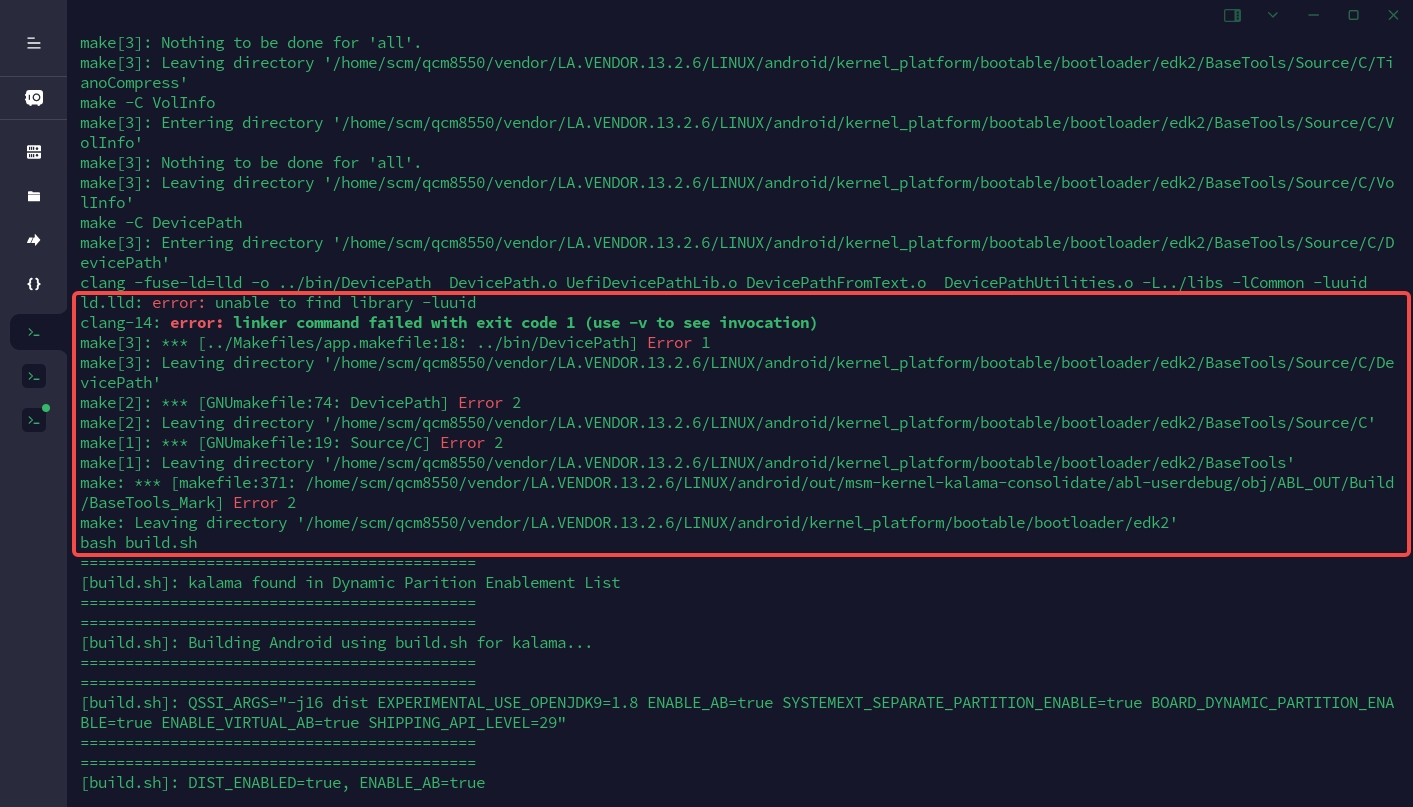 make[3]: Nothing to be done for 'all'.
make[3]: Leaving directory '/home/scm/qcm8550/vendor/LA.VENDOR.13.2.6/LINUX/android/kernel_platform/bootable/bootloader/edk2/BaseTools/Source/C/Ti
anoCompress'
make -C VolInfo
make[3]: Entering directory '/home/scm/qcm8550/vendor/LA.VENDOR.13.2.6/LINUX/android/kernel_platform/bootable/bootloader/edk2/BaseTools/Source/C/V
olInfo'
make[3]: Nothing to be done for 'all'.
make[3]: Leaving directory '/home/scm/qcm8550/vendor/LA.VENDOR.13.2.6/LINUX/android/kernel_platform/bootable/bootloader/edk2/BaseTools/Source/C/Vo
lInfo'
make -C DevicePath
make[3]: Entering directory '/home/scm/qcm8550/vendor/LA.VENDOR.13.2.6/LINUX/android/kernel_platform/bootable/bootloader/edk2/BaseTools/Source/C/D
evicePath'
clang -fuse-ld=lld -o ../bin/DevicePath  DevicePath.o UefiDevicePathLib.o DevicePathFromText.o  DevicePathUtilities.o -L../libs -lCommon -luuid
ld.lld: error: unable to find library -luuid
clang-14: error: linker command failed with exit code 1 (use -v to see invocation)
make[3]: *** [../Makefiles/app.makefile:18: ../bin/DevicePath] Error 1
make[3]: Leaving directory '/home/scm/qcm8550/vendor/LA.VENDOR.13.2.6/LINUX/android/kernel_platform/bootable/bootloader/edk2/BaseTools/Source/C/De
vicePath'
make[2]: *** [GNUmakefile:74: DevicePath] Error 2
make[2]: Leaving directory '/home/scm/qcm8550/vendor/LA.VENDOR.13.2.6/LINUX/android/kernel_platform/bootable/bootloader/edk2/BaseTools/Source/C'
make[1]: *** [GNUmakefile:19: Source/C] Error 2
make[1]: Leaving directory '/home/scm/qcm8550/vendor/LA.VENDOR.13.2.6/LINUX/android/kernel_platform/bootable/bootloader/edk2/BaseTools'
make: *** [makefile:371: /home/scm/qcm8550/vendor/LA.VENDOR.13.2.6/LINUX/android/out/msm-kernel-kalama-consolidate/abl-userdebug/obj/ABL_OUT/Build
/BaseTools_Mark] Error 2
make: Leaving directory '/home/scm/qcm8550/vendor/LA.VENDOR.13.2.6/LINUX/android/kernel_platform/bootable/bootloader/edk2'
bash build.sh
============================================
[build.sh]: kalama found in Dynamic Parition Enablement List
============================================
============================================
[build.sh]: Building Android using build.sh for kalama...
============================================
============================================
[build.sh]: QSSI_ARGS="-j16 dist EXPERIMENTAL_USE_OPENJDK9=1.8 ENABLE_AB=true SYSTEMEXT_SEPARATE_PARTITION_ENABLE=true BOARD_DYNAMIC_PARTITION_ENA
BLE=true ENABLE_VIRTUAL_AB=true SHIPPING_API_LEVEL=29"
============================================
============================================
[build.sh]: DIST_ENABLED=true, ENABLE_AB=true